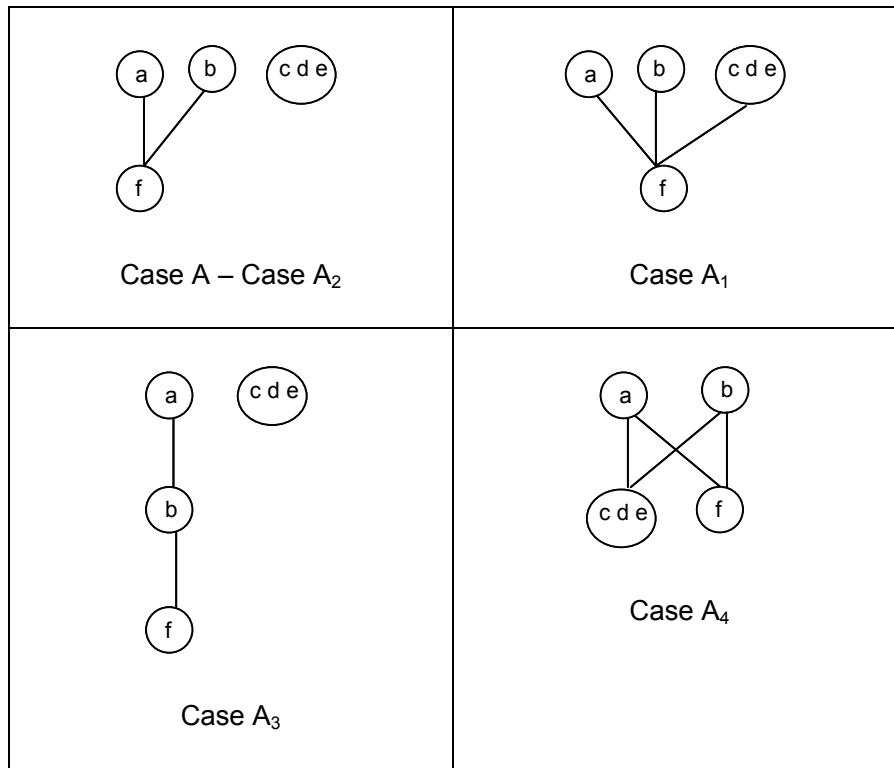 a b c d e
f
Case A – Case A₂
a b c d e
f
Case A₁
a c d e
b
f
Case A₃
a b
c d e f
Case A₄